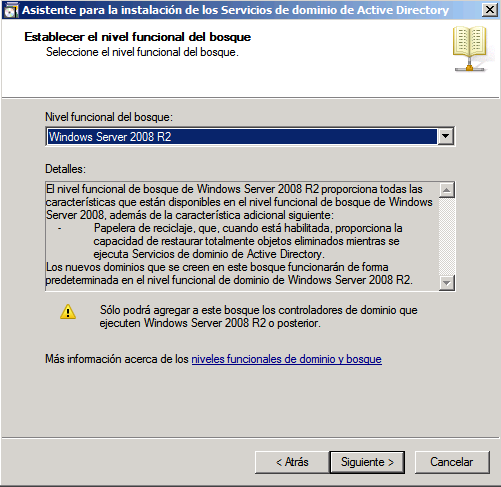 Asistente para la instalación de los Servicios de dominio de Active Directory
Establecer el nivel funcional del bosque
Seleccione el nivel funcional del bosque.
Nivel funcional del bosque:
Windows Server 2008 R2
Detalles:
El nivel funcional de bosque de Windows Server 2008 R2 proporciona todas las
características que están disponibles en el nivel funcional de bosque de Windows
Server 2008, además de la característica adicional siguiente:
- Papelera de reciclaje, que, cuando está habilitada, proporciona la
capacidad de restaurar totalmente objetos eliminados mientras se
ejecuta Servicios de dominio de Active Directory.
Los nuevos dominios que se creen en este bosque funcionarán de forma
predeterminada en el nivel funcional de dominio de Windows Server 2008 R2.
Sólo podrá agregar a este bosque los controladores de dominio que
ejecuten Windows Server 2008 R2 o posterior.
Más información acerca de los niveles funcionales de dominio y bosque
< Atrás Siguiente > Cancelar